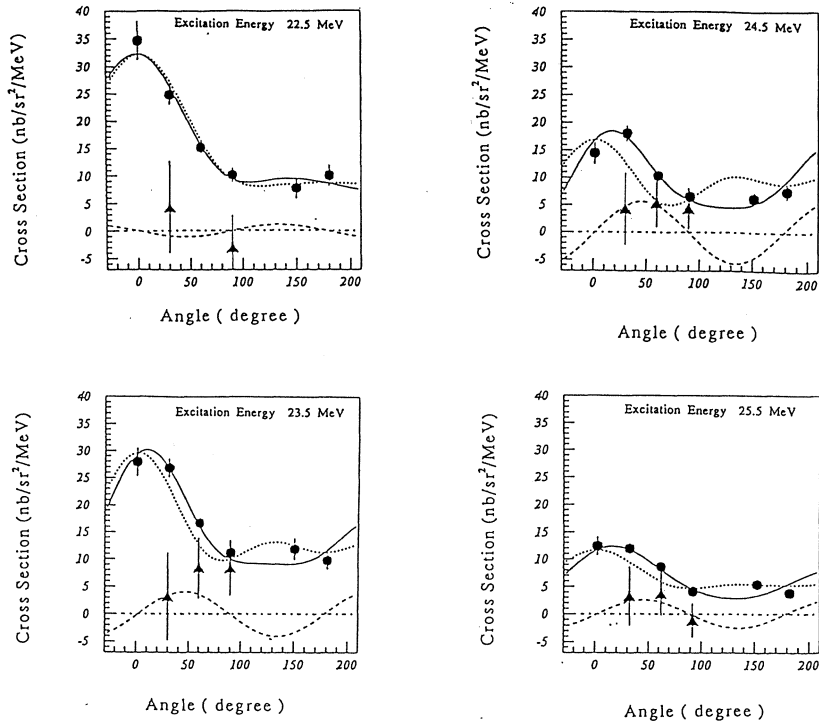 40
Excitation Energy 22.5 MeV
35
30
25
20
15
10
5
0
-5
0 50 100 150 200
Cross Section (nb/sr²/MeV)
Angle ( degree )
40
Excitation Energy 24.5 MeV
35
30
25
20
15
10
5
0
-5
0 50 100 150 200
Cross Section (nb/sr²/MeV)
Angle ( degree )
40
Excitation Energy 23.5 MeV
35
30
25
20
15
10
5
0
-5
0 50 100 150 200
Cross Section (nb/sr²/MeV)
Angle ( degree )
40
Excitation Energy 25.5 MeV
35
30
25
20
15
10
5
0
-5
0 50 100 150 200
Cross Section (nb/sr²/MeV)
Angle ( degree )